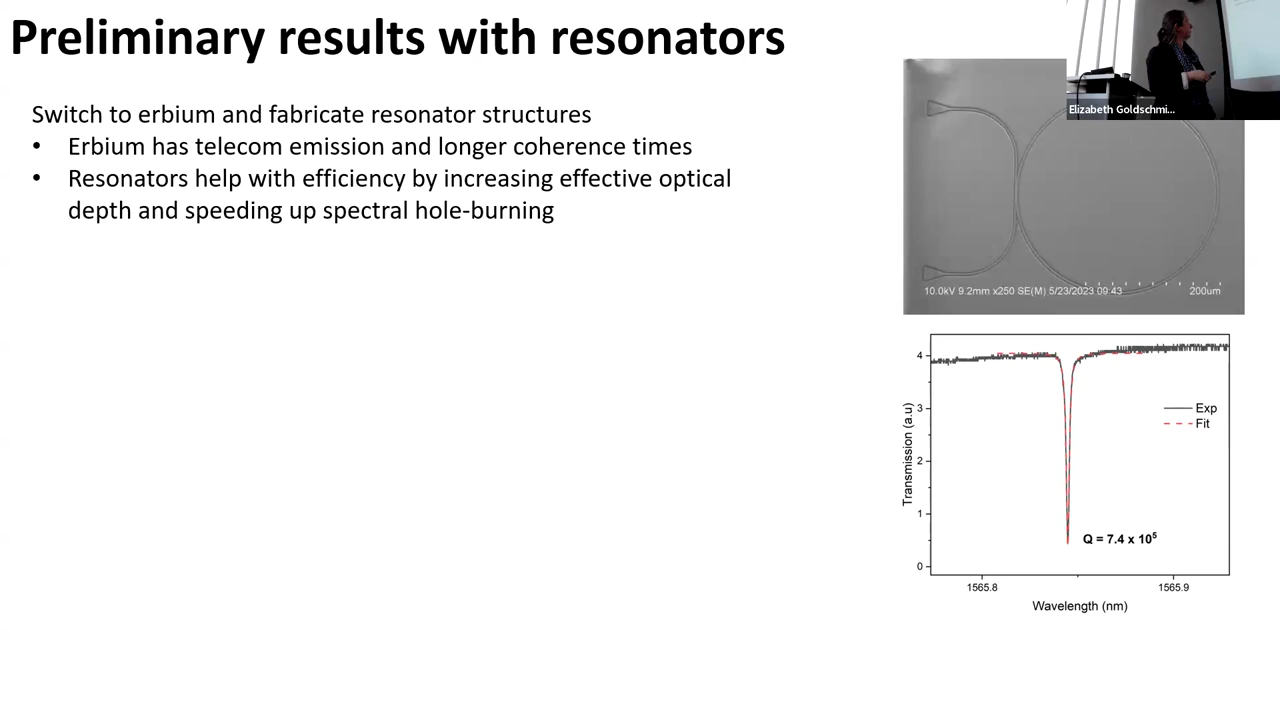 Preliminary results with resonators
Elizabeth Goldschmi...
Switch to erbium and fabricate resonator structures
• Erbium has telecom emission and longer coherence times
• Resonators help with efficiency by increasing effective optical
depth and speeding up spectral hole-burning
10.0kV 9.2mm x250 SE(M) 5/23/2023 09:43 200um
4
3
2
1
0
Transmission (a.u)
Exp
Fit
Q = 7.4 x 10⁵
1565.8 1565.9
Wavelength (nm)